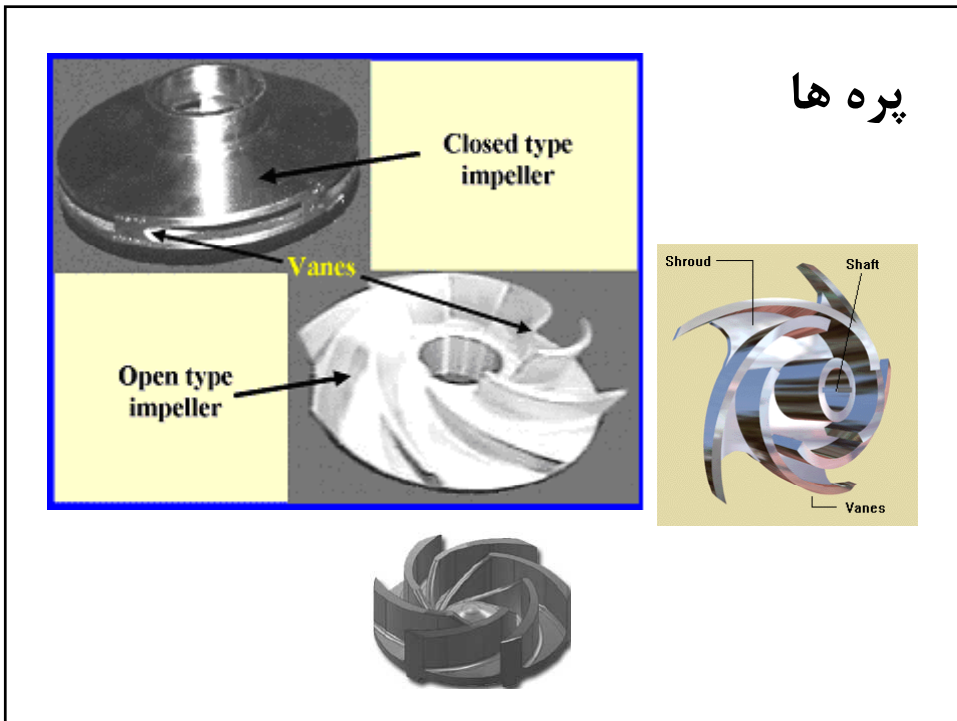 پره ها
Closed type
impeller
Vanes
Open type
impeller
Shroud
Shaft
Vanes